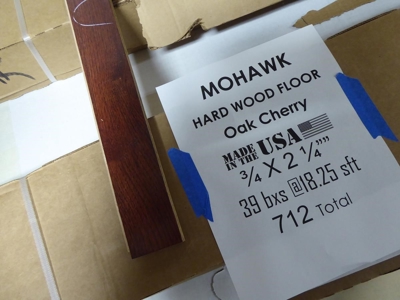 MOHAWK
HARD WOOD FLOOR
Oak Cherry
MADE IN THE USA
3/4 X 2 1/4""
39 bxs @18.25 sft
712 Total